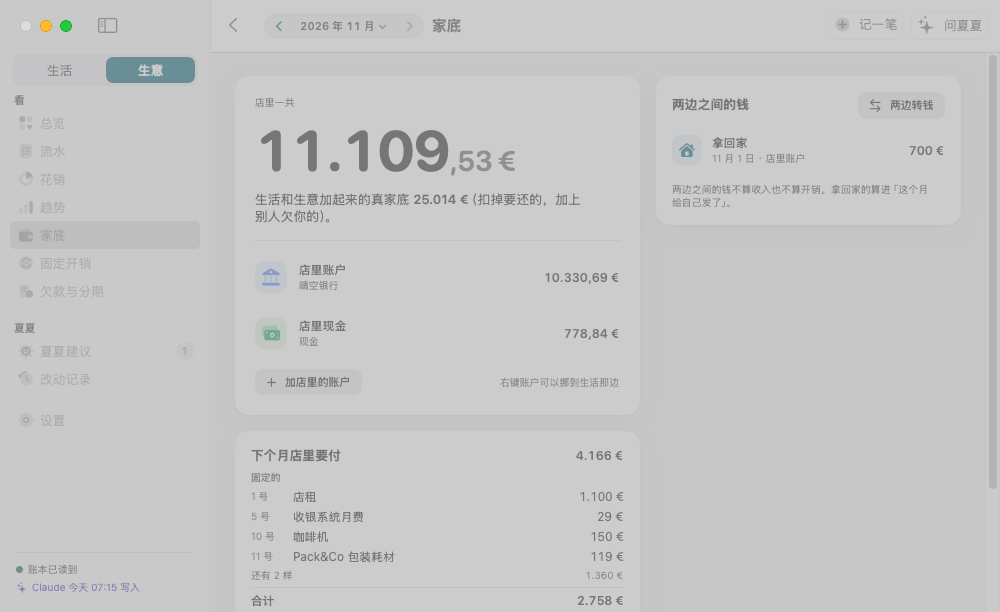 生活
生意
看
总览
流水
花销
趋势
家底
固定开销
欠款与分期
夏夏
夏夏建议
1
改动记录
设置
账本已读到
Claude 今天 07:15 写入
2026 年 11 月
家底
记一笔
问夏夏
店里一共
11.109,53 €
生活和生意加起来的真家底 25.014 € (扣掉要还的，加上
别人欠你的)。
店里账户
晴空银行
10.330,69 €
店里现金
现金
778,84 €
加店里的账户
右键账户可以挪到生活那边
下个月店里要付
4.166 €
固定的
1 号 店租 1.100 €
5 号 收银系统月费 29 €
10 号 咖啡机 150 €
11 号 Pack&Co 包装耗材 119 €
还有 2 样 1.360 €
合计 2.758 €
两边之间的钱
两边转钱
拿回家
11 月 1 日 · 店里账户
700 €
两边之间的钱不算收入也不算开销。拿回家的算进「这个月
给自己发了」。